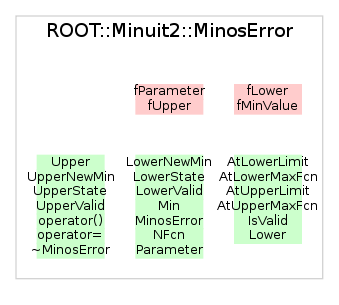 ROOT::Minuit2::MinosError
fParameter
fUpper
fLower
fMinValue
Upper
UpperNewMin
UpperState
UpperValid
operator()
operator=
~MinosError
LowerNewMin
LowerState
LowerValid
Min
MinosError
NFcn
Parameter
AtLowerLimit
AtLowerMaxFcn
AtUpperLimit
AtUpperMaxFcn
IsValid
Lower